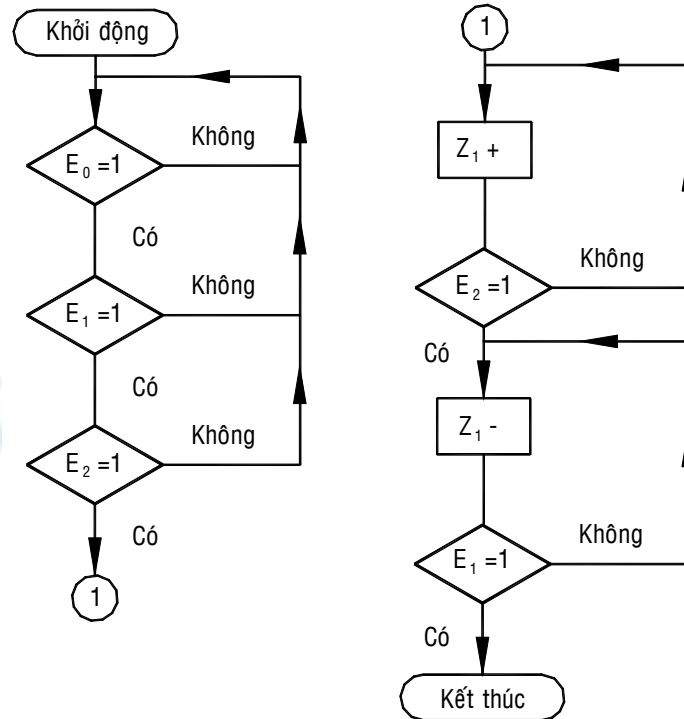 Khởi động
Không
E₀ =1
Có
Không
E₁ =1
Có
Không
E₂ =1
Có
1
1
Z₁ +
Không
E₂ =1
Có
Z₁ -
Không
E₁ =1
Có
Kết thúc